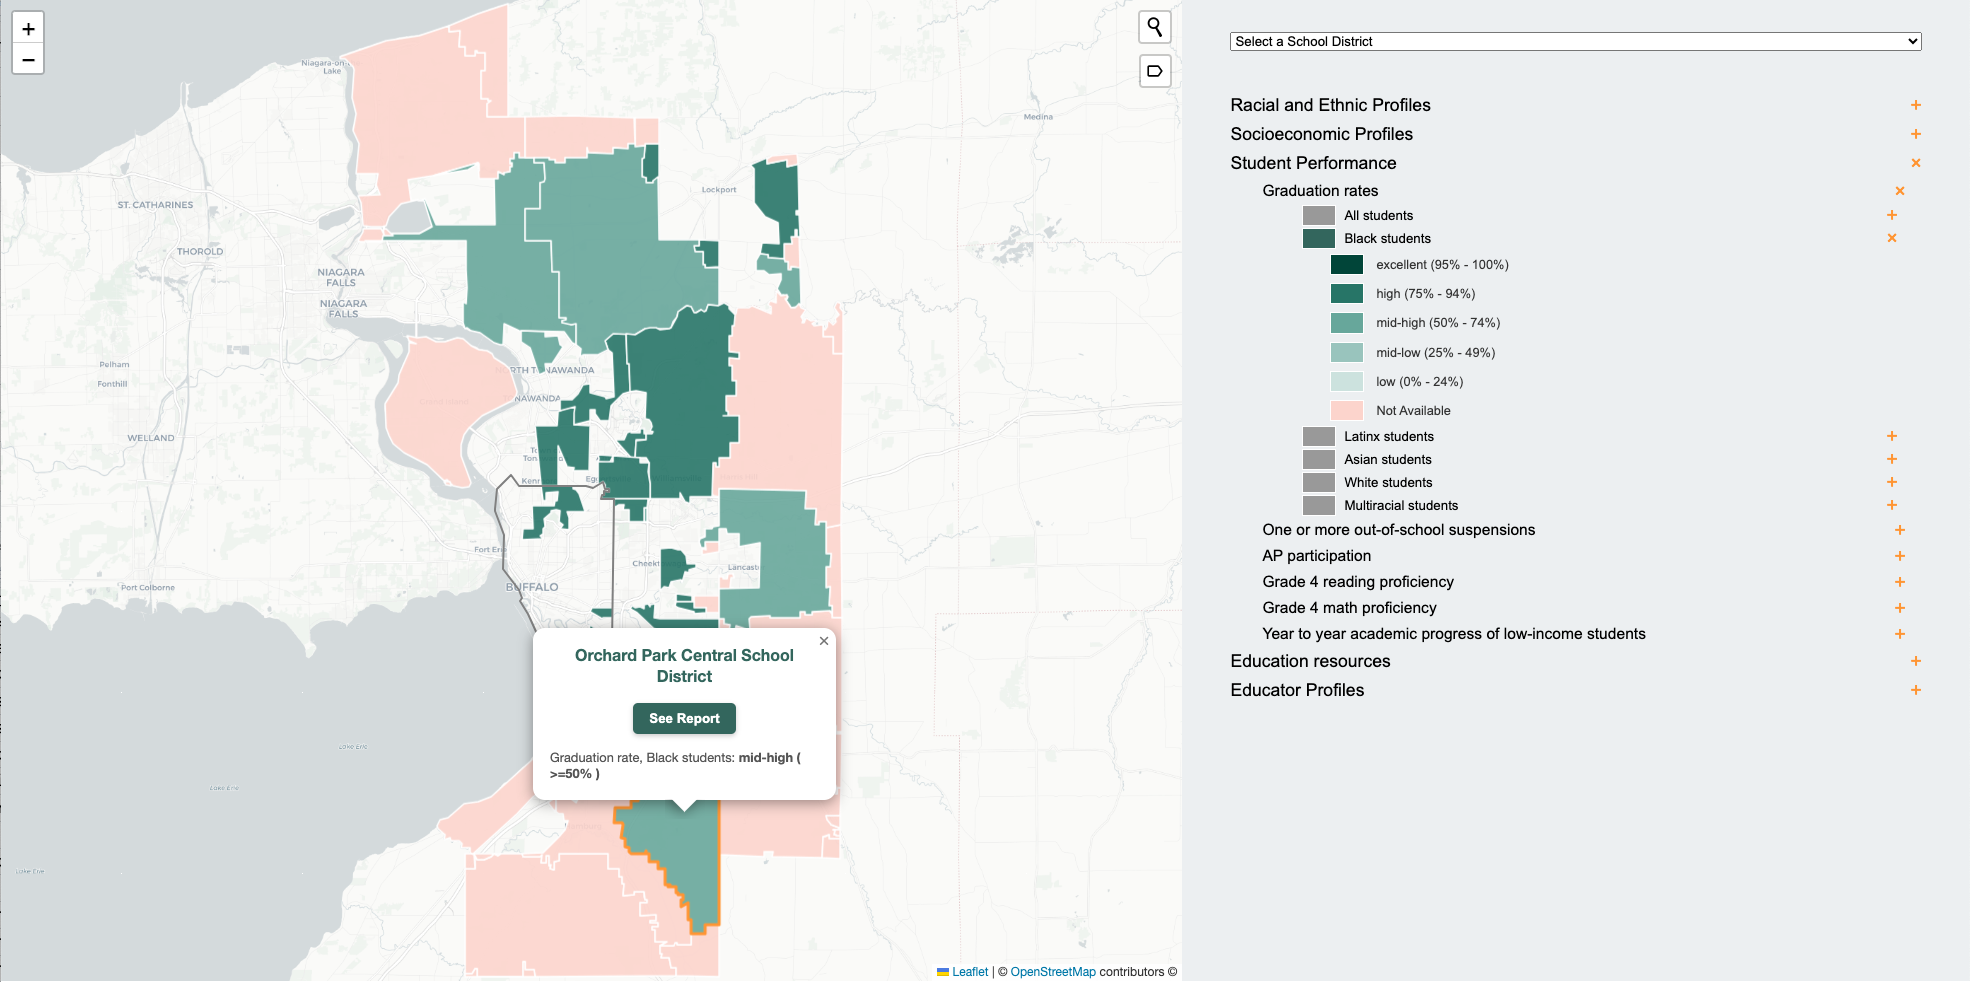 +
−
Niagara-on-
Lake
Medina
Lockport
ST. CATHARINES
THOROLD
NIAGARA
FALLS
NIAGARA
FALLS
Pelham
Fonthill
WELLAND
Port Colborne
Fort Erie
BUFFALO
Lancast
Lake Erie
Lake Erie
Lake Erie
×
Orchard Park Central School
District
See Report
Graduation rate, Black students: mid-high (
>=50% )
Leaflet | © OpenStreetMap contributors ©
Select a School District
Racial and Ethnic Profiles +
Socioeconomic Profiles +
Student Performance ×
Graduation rates ×
All students +
Black students ×
excellent (95% - 100%)
high (75% - 94%)
mid-high (50% - 74%)
mid-low (25% - 49%)
low (0% - 24%)
Not Available
Latinx students +
Asian students +
White students +
Multiracial students +
One or more out-of-school suspensions +
AP participation +
Grade 4 reading proficiency +
Grade 4 math proficiency +
Year to year academic progress of low-income students +
Education resources +
Educator Profiles +